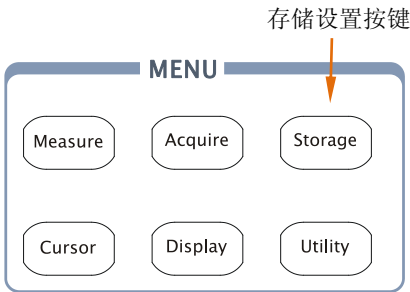 存储设置按键
MENU
Measure Acquire Storage
Cursor Display Utility